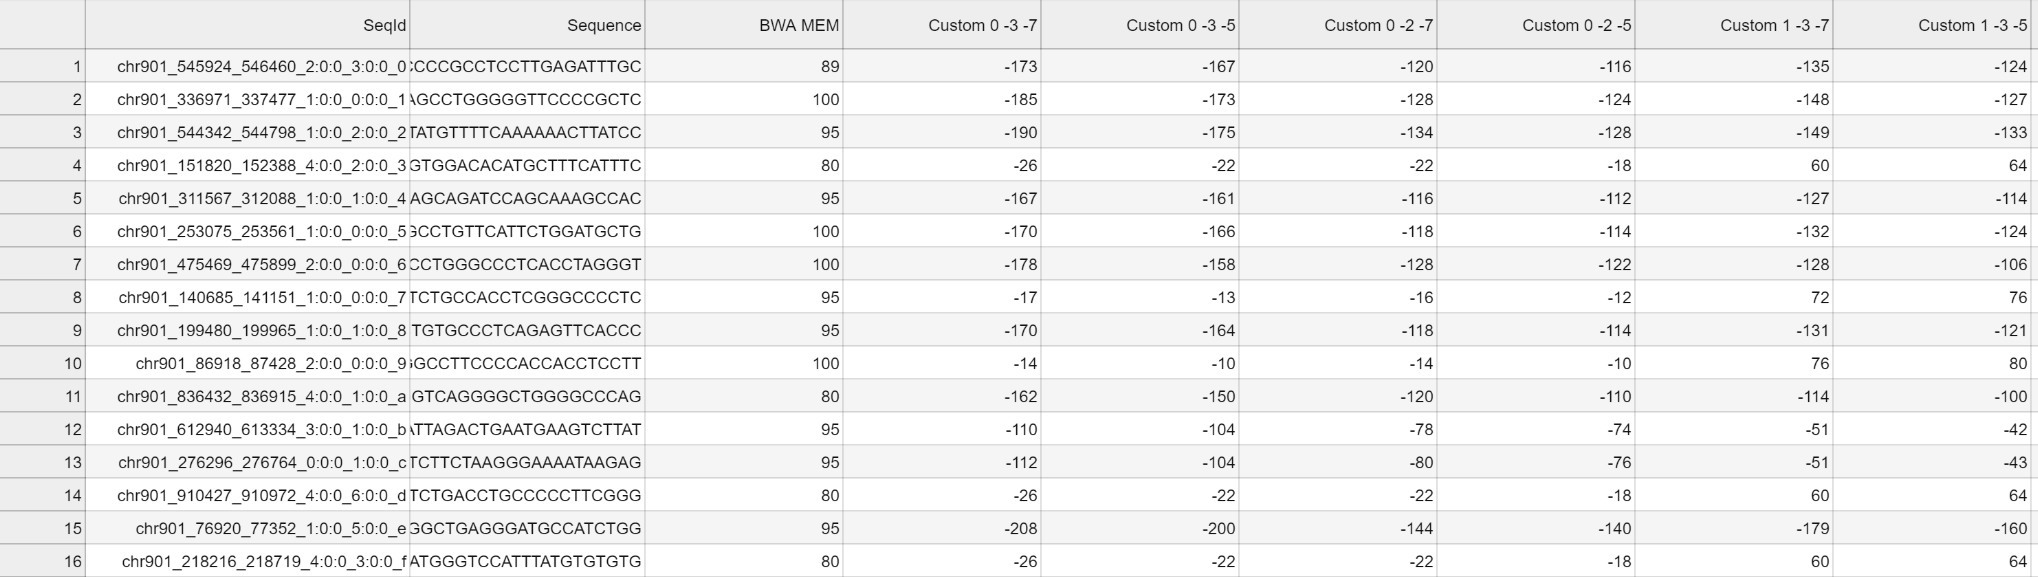 SeqId Sequence BWA MEM Custom 0 -3 -7 Custom 0 -3 -5 Custom 0 -2 -7 Custom 0 -2 -5 Custom 1 -3 -7 Custom 1 -3 -5
1 chr901_545924_546460_2:0:0_3:0:0_0 CCCCGCCTCCTTGAGATTTGC 89 -173 -167 -120 -116 -135 -124
2 chr901_336971_337477_1:0:0_0:0:0_1 AGCCTGGGGGTTCCCCGCTC 100 -185 -173 -128 -124 -148 -127
3 chr901_544342_544798_1:0:0_2:0:0_2 TATGTTTTCAAAAAACTTATCC 95 -190 -175 -134 -128 -149 -133
4 chr901_151820_152388_4:0:0_2:0:0_3 GTGGACACATGCTTTCATTTC 80 -26 -22 -22 -18 60 64
5 chr901_311567_312088_1:0:0_1:0:0_4 AGCAGATCCAGCAAAGCCAC 95 -167 -161 -116 -112 -127 -114
6 chr901_253075_253561_1:0:0_0:0:0_5 GCCTGTTCATTCTGGATGCTG 100 -170 -166 -118 -114 -132 -124
7 chr901_475469_475899_2:0:0_0:0:0_6 CCTGGGCCCTCACCTAGGGT 100 -178 -158 -128 -122 -128 -106
8 chr901_140685_141151_1:0:0_0:0:0_7 TCTGCCACCTCGGGCCCCTC 95 -17 -13 -16 -12 72 76
9 chr901_199480_199965_1:0:0_1:0:0_8 TGTGCCCTCAGAGTTCACCC 95 -170 -164 -118 -114 -131 -121
10 chr901_86918_87428_2:0:0_0:0:0_9 GCCTTCCCCACCACCTCCTT 100 -14 -10 -14 -10 76 80
11 chr901_836432_836915_4:0:0_1:0:0_a GTCAGGGGCTGGGGCCCAG 80 -162 -150 -120 -110 -114 -100
12 chr901_612940_613334_3:0:0_1:0:0_b ATTAGACTGAATGAAGTCTTAT 95 -110 -104 -78 -74 -51 -42
13 chr901_276296_276764_0:0:0_1:0:0_c TCTTCTAAGGGAAAATAAGAG 95 -112 -104 -80 -76 -51 -43
14 chr901_910427_910972_4:0:0_6:0:0_d TCTGACCTGCCCCCTTCGGG 80 -26 -22 -22 -18 60 64
15 chr901_76920_77352_1:0:0_5:0:0_e GGCTGAGGGATGCCATCTGG 95 -208 -200 -144 -140 -179 -160
16 chr901_218216_218719_4:0:0_3:0:0_f ATGGGTCCATTTATGTGTGTG 80 -26 -22 -22 -18 60 64